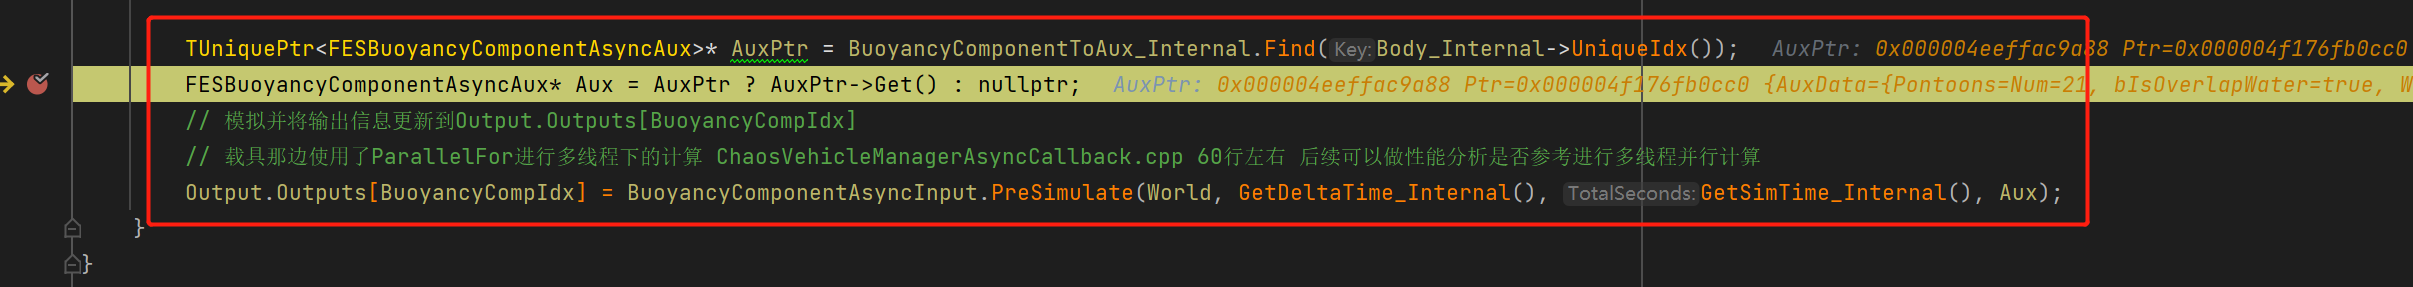 TUniquePtr<FESBuoyancyComponentAsyncAux>* AuxPtr = BuoyancyComponentToAux_Internal.Find(Key:Body_Internal->UniqueIdx()); AuxPtr: 0x000004eeffac9a88 Ptr=0x000004f176fb0cc0
FESBuoyancyComponentAsyncAux* Aux = AuxPtr ? AuxPtr->Get() : nullptr; AuxPtr: 0x000004eeffac9a88 Ptr=0x000004f176fb0cc0 {AuxData={Pontoons=Num=21, bIsOverlapWater=true, W
// 模拟并将输出信息更新到Output.Outputs[BuoyancyCompIdx]
// 载具那边使用了ParallelFor进行多线程下的计算 ChaosVehicleManagerAsyncCallback.cpp 60行左右 后续可以做性能分析是否参考进行多线程并行计算
Output.Outputs[BuoyancyCompIdx] = BuoyancyComponentAsyncInput.PreSimulate(World, GetDeltaTime_Internal(), TotalSeconds:GetSimTime_Internal(), Aux);
}
}